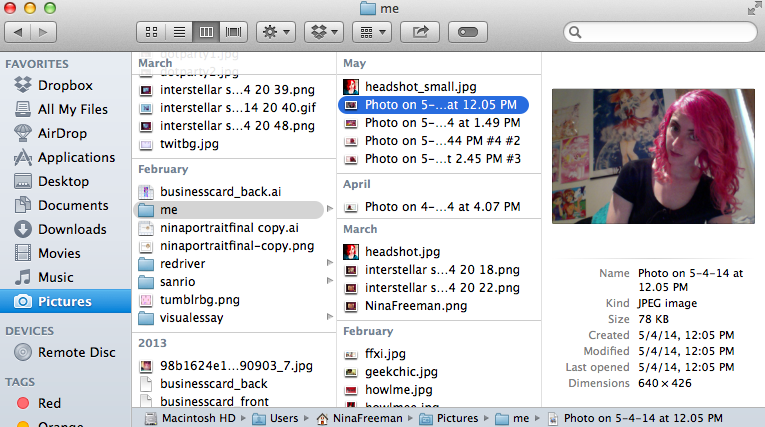 me
FAVORITES
Dropbox
All My Files
AirDrop
Applications
Desktop
Documents
Downloads
Movies
Music
Pictures
DEVICES
Remote Disc
TAGS
Red
Orange
March
dotparty2.jpg
interstellar s...4 20 39.png
interstellar s...14 20 40.gif
interstellar s...4 20 48.png
twitbg.jpg
February
businesscard_back.ai
me
ninaportraitfinal copy.ai
ninaportraitfinal-copy.png
redriver
sanrio
tumblrbg.png
visualessay
2013
98b1624e1...90903_7.jpg
businesscard_back
businesscard_front
May
headshot_small.jpg
Photo on 5-...at 12.05 PM
Photo on 5-...4 at 1.49 PM
Photo on 5-...44 PM #4 #2
Photo on 5-...t 2.45 PM #3
April
Photo on 4-...4 at 4.07 PM
March
headshot.jpg
interstellar s...4 20 18.png
interstellar s...4 20 22.png
NinaFreeman.png
February
ffxi.jpg
geekchic.jpg
howlme.jpg
howlmee.jpg
Name Photo on 5-4-14 at
12.05 PM
Kind JPEG image
Size 78 KB
Created 5/4/14, 12:05 PM
Modified 5/4/14, 12:05 PM
Last opened 5/4/14, 12:05 PM
Dimensions 640 × 426
Macintosh HD Users NinaFreeman Pictures me Photo on 5-4-14 at 12.05 PM